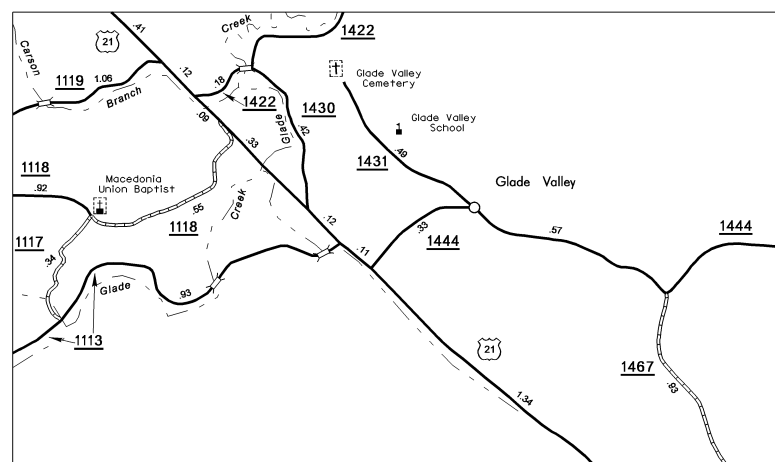 Creek
1422
.41
21
Carson
.12
Glade Valley
Cemetery
1119
1.06
.18
Branch
1422
1430
Glade
.42
.09
1
Glade Valley
School
.33
1431
.49
1118
Macedonia
Union Baptist
Glade Valley
.92
.55
1118
Creek
.12
.33
1444
.57
1444
1117
.34
.11
Glade
.93
1113
21
1467
.93
1.34